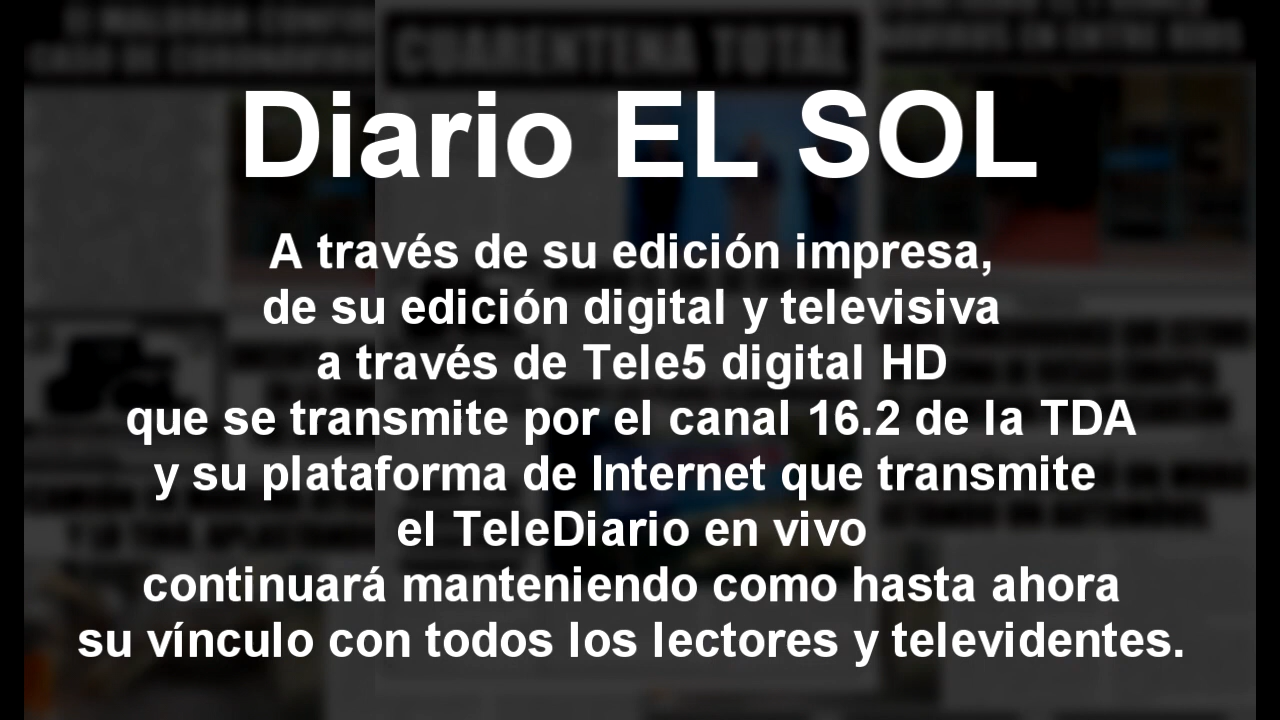 CUARENTENA TOTAL
Diario EL SOL
A través de su edición impresa,
de su edición digital y televisiva
a través de Tele5 digital HD
que se transmite por el canal 16.2 de la TDA
y su plataforma de Internet que transmite
el TeleDiario en vivo
continuará manteniendo como hasta ahora
su vínculo con todos los lectores y televidentes.